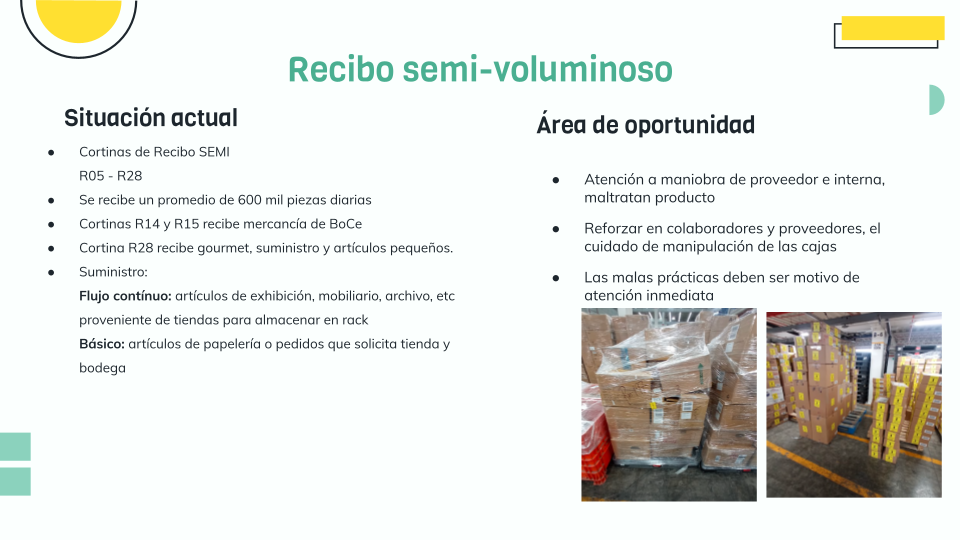 Recibo semi-voluminoso
Situación actual
● Cortinas de Recibo SEMI
R05 - R28
● Se recibe un promedio de 600 mil piezas diarias
● Cortinas R14 y R15 recibe mercancía de BoCe
● Cortina R28 recibe gourmet, suministro y artículos pequeños.
● Suministro:
Flujo contínuo: artículos de exhibición, mobiliario, archivo, etc
proveniente de tiendas para almacenar en rack
Básico: artículos de papelería o pedidos que solicita tienda y
bodega
Área de oportunidad
● Atención a maniobra de proveedor e interna,
maltratan producto
● Reforzar en colaboradores y proveedores, el
cuidado de manipulación de las cajas
● Las malas prácticas deben ser motivo de
atención inmediata